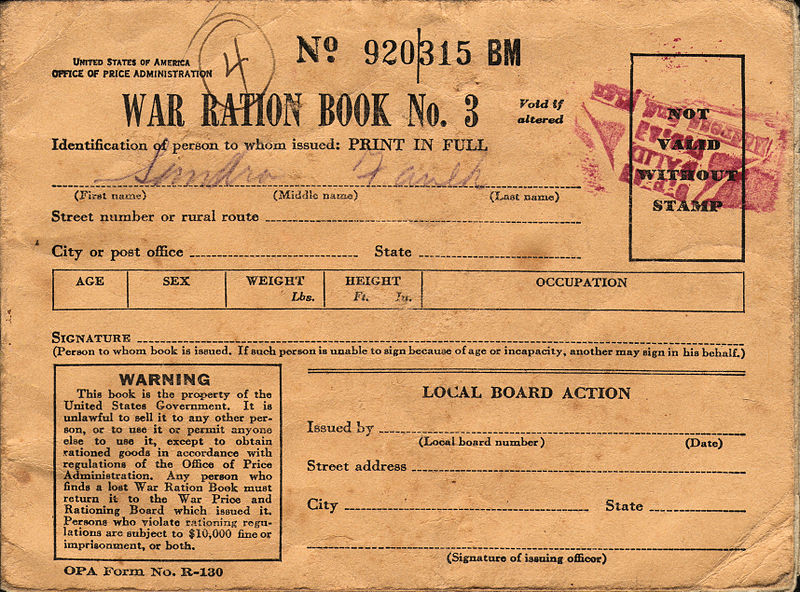 UNITED STATES OF AMERICA
OFFICE OF PRICE ADMINISTRATION
4
Nº 920315 BM
WAR RATION BOOK No. 3
Void if
altered
NOT
VALID
WITHOUT
STAMP
Identification of person to whom issued: PRINT IN FULL
Sandra
(First name) (Middle name) (Last name)
Street number or rural route
City or post office State
AGE SEX WEIGHT HEIGHT OCCUPATION
Lbs. Ft. In.
SIGNATURE
(Person to whom book is issued. If such person is unable to sign because of age or incapacity, another may sign in his behalf.)
WARNING
This book is the property of the
United States Government. It is
unlawful to sell it to any other per-
son, or to use it or permit anyone
else to use it, except to obtain
rationed goods in accordance with
regulations of the Office of Price
Administration. Any person who
finds a lost War Ration Book must
return it to the War Price and
Rationing Board which issued it.
Persons who violate rationing regu-
lations are subject to $10,000 fine or
imprisonment, or both.
OPA Form No. R-130
LOCAL BOARD ACTION
Issued by
(Local board number) (Date)
Street address
City State
(Signature of issuing officer)